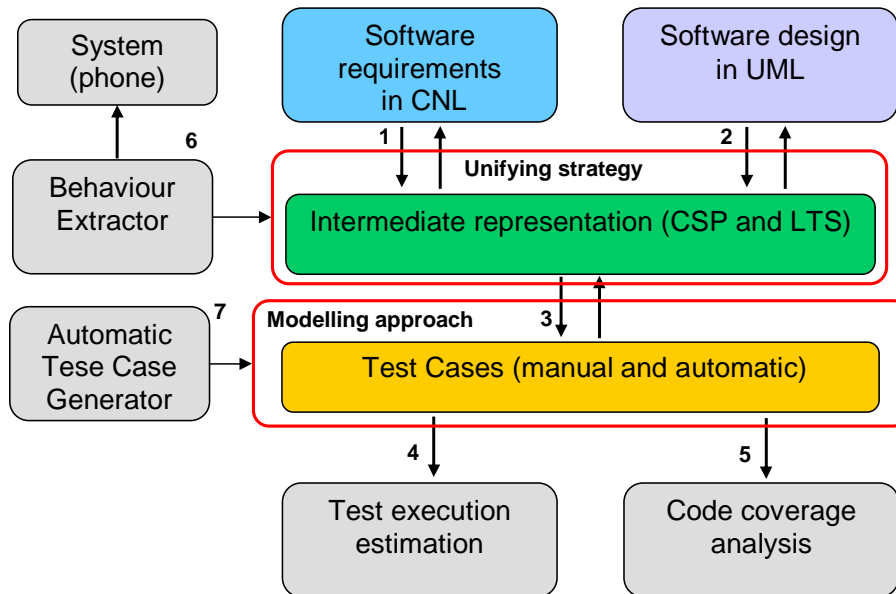 System
(phone)
Software
requirements
in CNL
Software design
in UML
6
1
2
Behaviour
Extractor
Unifying strategy
Intermediate representation (CSP and LTS)
7
Automatic
Tese Case
Generator
Modelling approach
3
Test Cases (manual and automatic)
4
5
Test execution
estimation
Code coverage
analysis